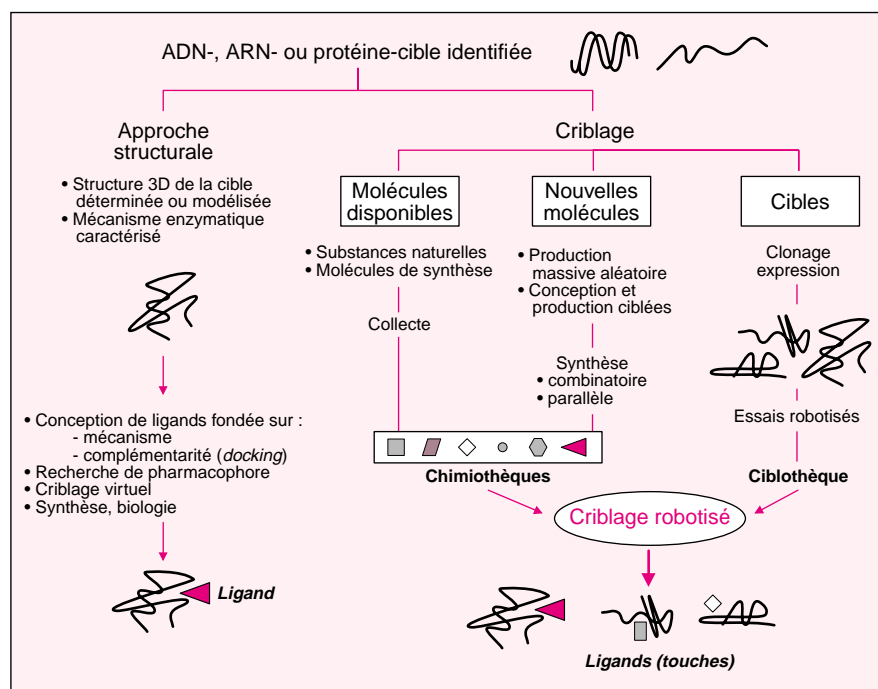 ADN-, ARN- ou protéine-cible identifiée
Approche
structurale
• Structure 3D de la cible
déterminée ou modélisée
• Mécanisme enzymatique
caractérisé
• Conception de ligands fondée sur :
- mécanisme
- complémentarité (docking)
• Recherche de pharmacophore
• Criblage virtuel
• Synthèse, biologie
Ligand
Criblage
Molécules
disponibles
• Substances naturelles
• Molécules de synthèse
Collecte
Nouvelles
molécules
• Production
massive aléatoire
• Conception et
production ciblées
Synthèse
• combinatoire
• parallèle
Chimiothèques
Cibles
Clonage
expression
Essais robotisés
Ciblothèque
Criblage robotisé
Ligands (touches)